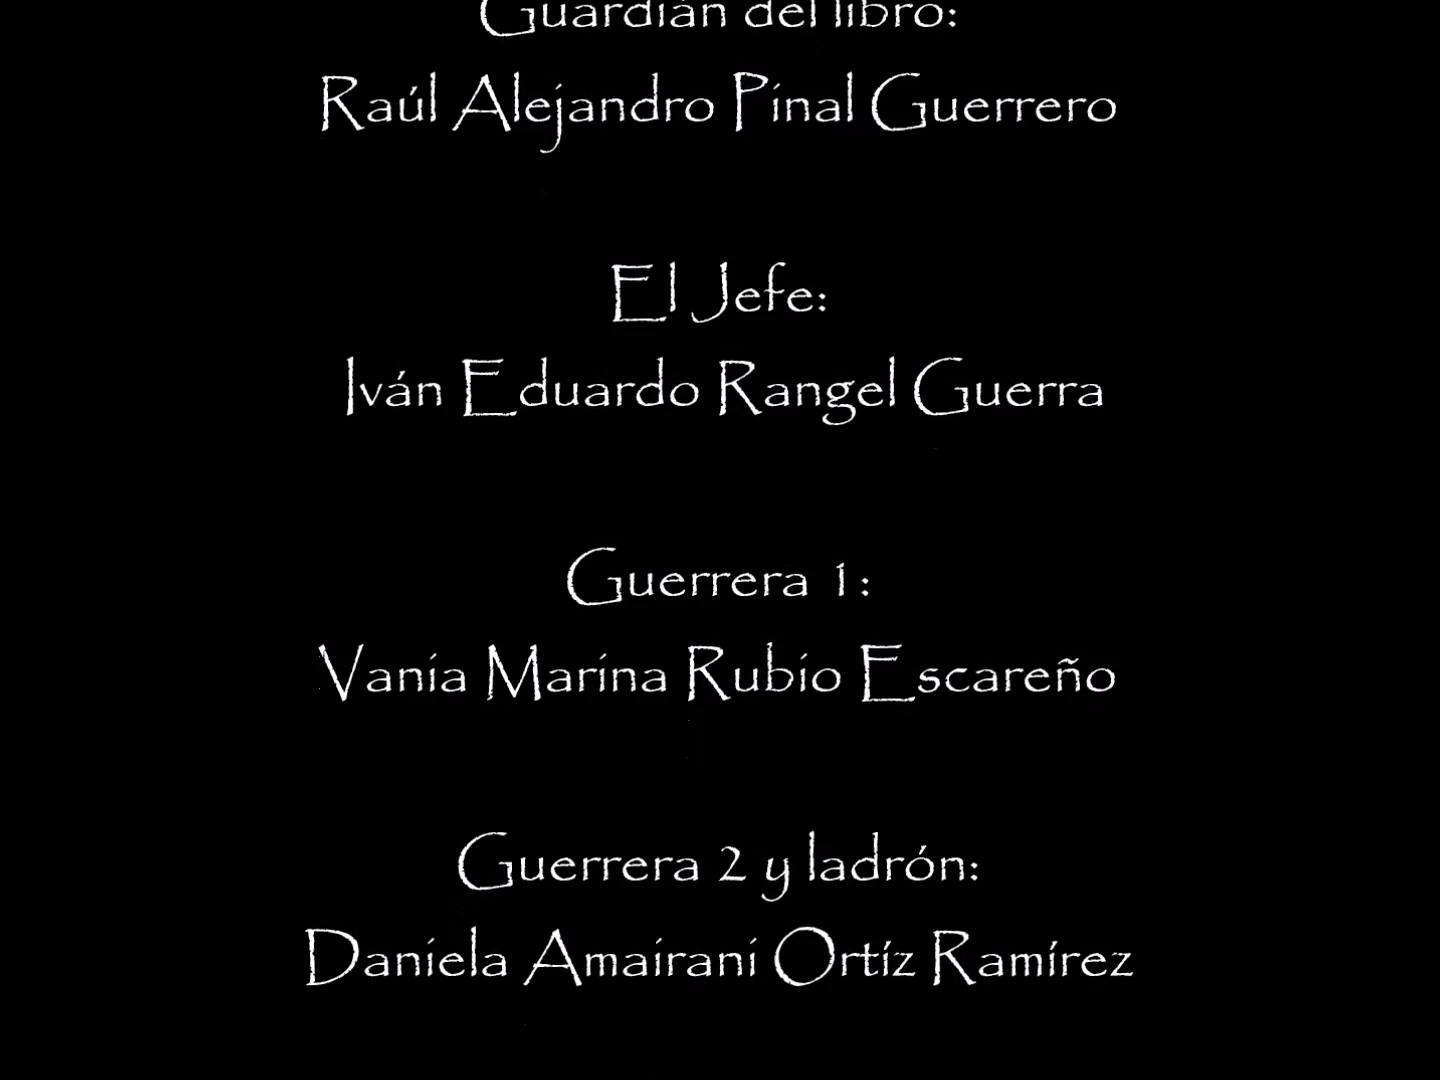 Guardián del libro:
Raúl Alejandro Pinal Guerrero
El Jefe:
Iván Eduardo Rangel Guerra
Guerrera 1:
Vania Marina Rubio Escareño
Guerrera 2 y ladrón:
Daniela Amairani Ortíz Ramírez